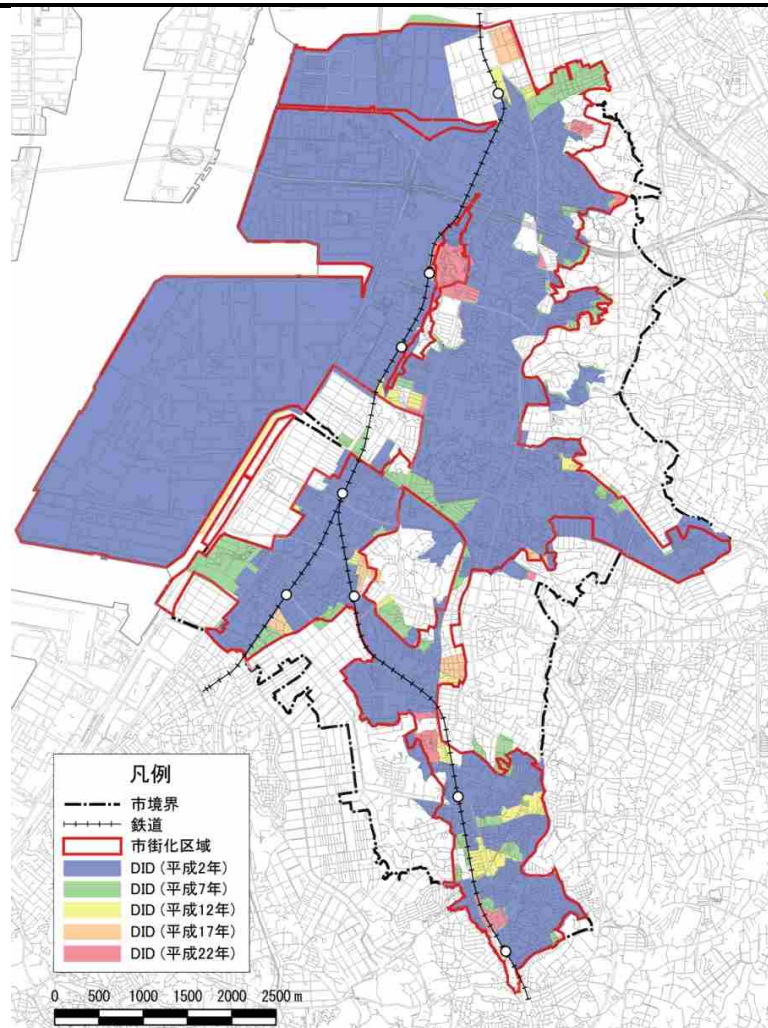 凡例
市境界
鉄道
市街化区域
DID(平成2年)
DID(平成7年)
DID(平成12年)
DID(平成17年)
DID(平成22年)
0 500 1000 1500 2000 2500 m